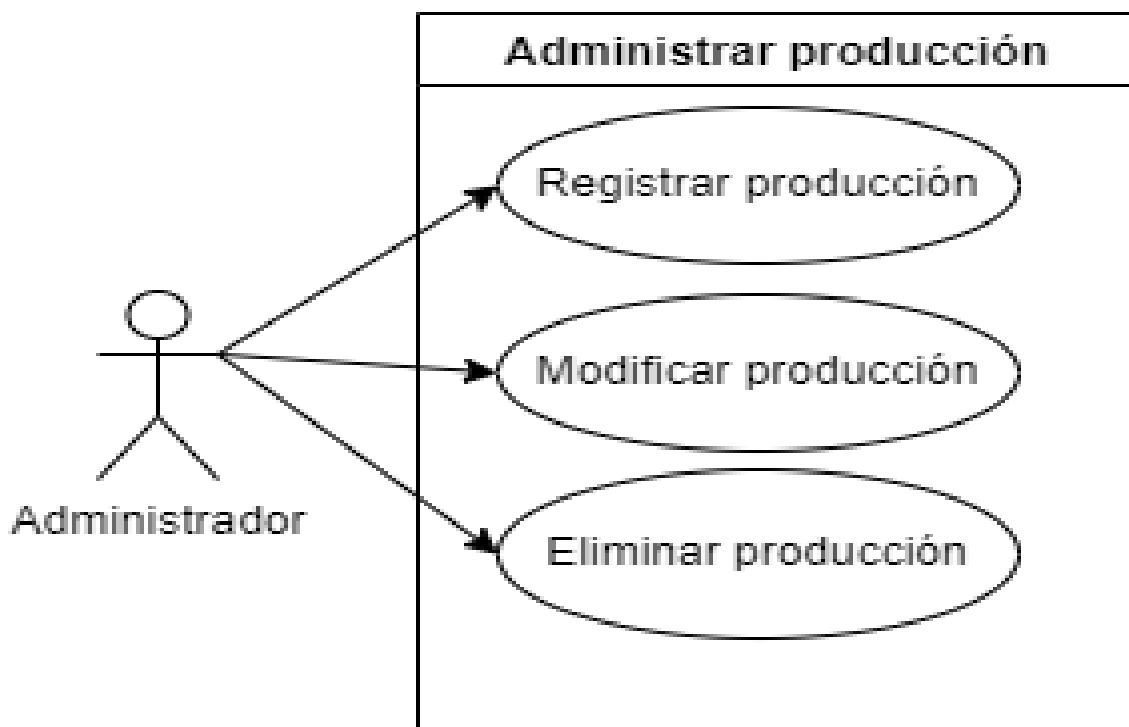 Administrar producción
Registrar producción
Modificar producción
Administrador
Eliminar producción